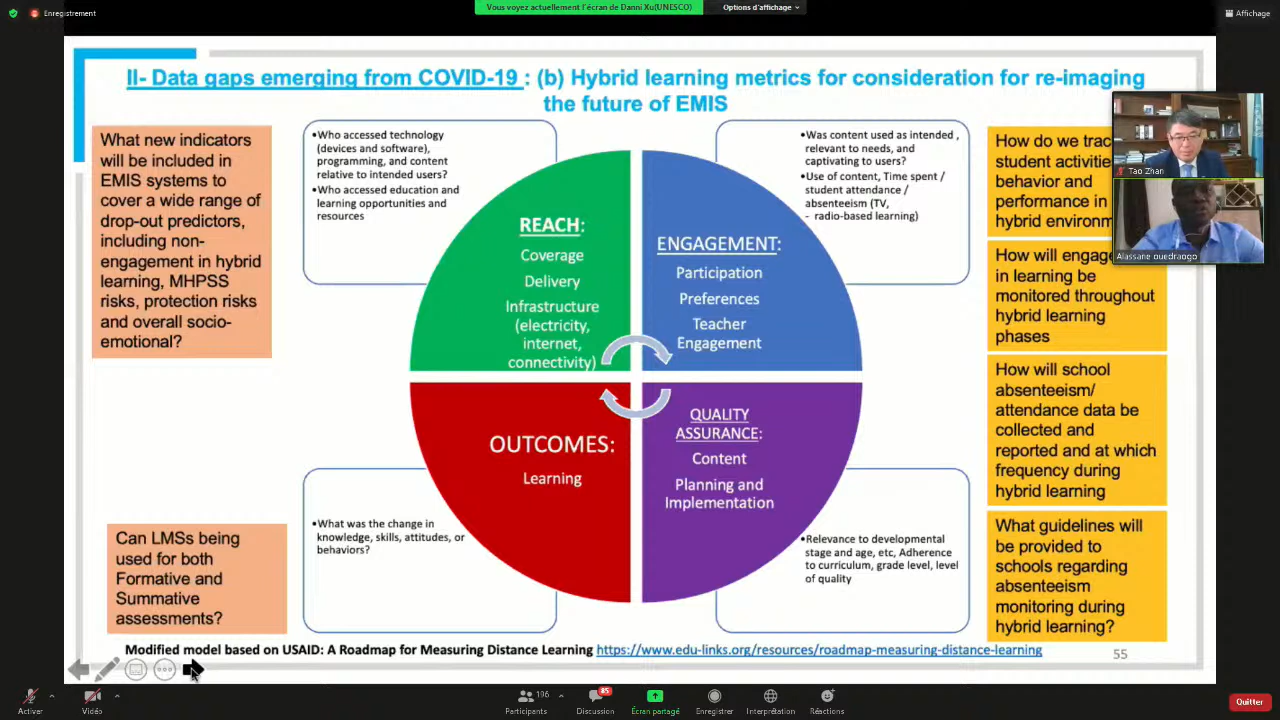 Enregistrement
Vous voyez actuellement l'écran de Danni Xu(UNESCO)
Options d'affichage
Affichage
II- Data gaps emerging from COVID-19 : (b) Hybrid learning metrics for consideration for re-imaging
the future of EMIS
What new indicators
will be included in
EMIS systems to
cover a wide range of
drop-out predictors,
including non-
engagement in hybrid
learning, MHPSS
risks, protection risks
and overall socio-
emotional?
•Who accessed technology
(devices and software),
programming, and content
relative to intended users?
•Who accessed education and
learning opportunities and
resources
REACH:
Coverage
Delivery
Infrastructure
(electricity,
internet,
connectivity)
•Was content used as intended ,
relevant to needs, and
captivating to users?
•Use of content, Time spent /
student attendance /
absenteeism (TV,
- radio-based learning)
ENGAGEMENT:
Participation
Preferences
Teacher
Engagement
How do we trac
student activitie
behavior and
performance in
hybrid environm
Tao Zhan
Alassane ouedraogo
How will engage
in learning be
monitored throughout
hybrid learning
phases
How will school
absenteeism/
attendance data be
collected and
reported and at which
frequency during
hybrid learning
What guidelines will
be provided to
schools regarding
absenteeism
monitoring during
hybrid learning?
OUTCOMES:
Learning
QUALITY
ASSURANCE:
Content
Planning and
Implementation
•What was the change in
knowledge, skills, attitudes, or
behaviors?
•Relevance to developmental
stage and age, etc, Adherence
to curriculum, grade level, level
of quality
Can LMSs being
used for both
Formative and
Summative
assessments?
Modified model based on USAID: A Roadmap for Measuring Distance Learning https://www.edu-links.org/resources/roadmap-measuring-distance-learning
55
Activer
Vidéo
196
Participants
85
Discussion
Écran partagé
Enregistrer
Interprétation
Réactions
Quitter